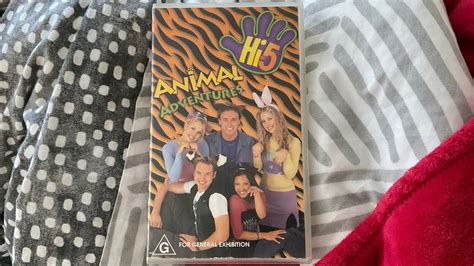 Hi5
ANIMAL
ADVENTURES
G
FOR GENERAL EXHIBITION